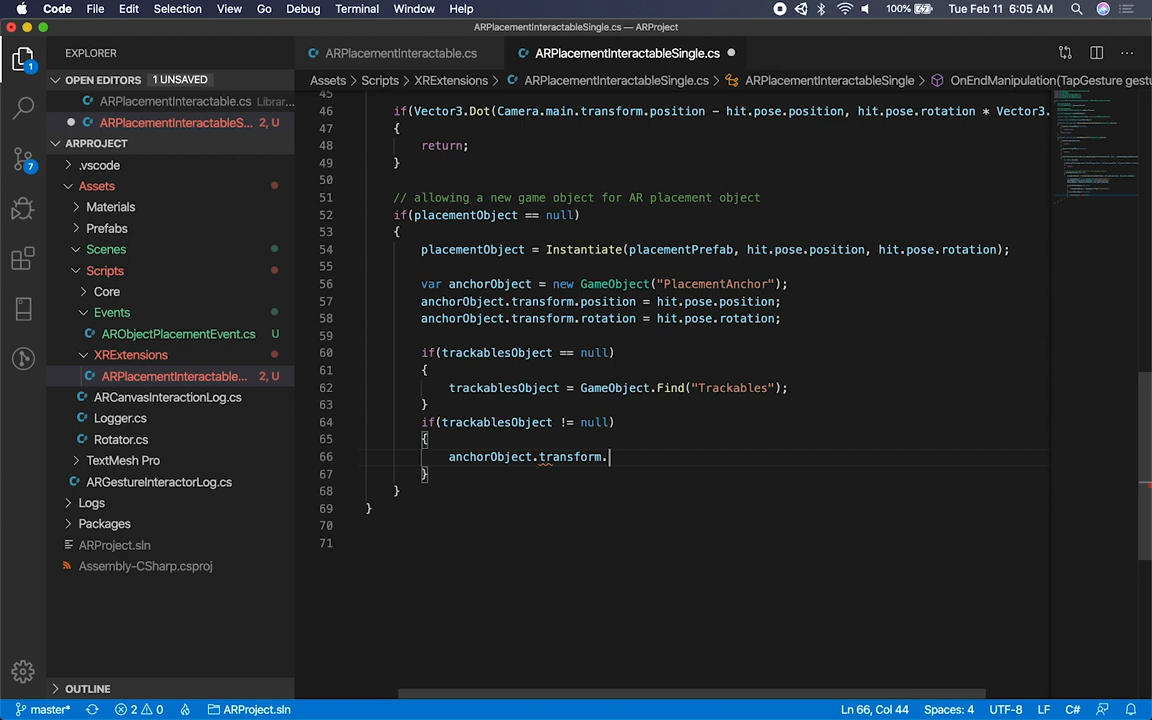 Code File Edit Selection View Go Debug Terminal Window Help 100% Tue Feb 11 6:05 AM
ARPlacementInteractableSingle.cs — ARProject
EXPLORER
OPEN EDITORS 1 UNSAVED
ARPlacementInteractable.cs Librar...
ARPlacementInteractableS... 2, U
ARPROJECT
.vscode
Assets
Materials
Prefabs
Scenes
Scripts
Core
Events
ARObjectPlacementEvent.cs U
XRExtensions
ARPlacementInteractable... 2, U
ARCanvasInteractionLog.cs
Logger.cs
Rotator.cs
TextMesh Pro
ARGestureInteractorLog.cs
Logs
Packages
ARProject.sln
Assembly-CSharp.csproj
OUTLINE
1
7
ARPlacementInteractable.cs ARPlacementInteractableSingle.cs
Assets > Scripts > XRExtensions > ARPlacementInteractableSingle.cs > ARPlacementInteractableSingle > OnEndManipulation(TapGesture gestu
45
46 if(Vector3.Dot(Camera.main.transform.position - hit.pose.position, hit.pose.rotation * Vector3.
47 {
48 return;
49 }
50
51 // allowing a new game object for AR placement object
52 if(placementObject == null)
53 {
54 placementObject = Instantiate(placementPrefab, hit.pose.position, hit.pose.rotation);
55
56 var anchorObject = new GameObject("PlacementAnchor");
57 anchorObject.transform.position = hit.pose.position;
58 anchorObject.transform.rotation = hit.pose.rotation;
59
60 if(trackablesObject == null)
61 {
62 trackablesObject = GameObject.Find("Trackables");
63 }
64 if(trackablesObject != null)
65 {
66 anchorObject.transform.
67 }
68 }
69 }
70
71
master* 2 0 ARProject.sln Ln 66, Col 44 Spaces: 4 UTF-8 LF C#